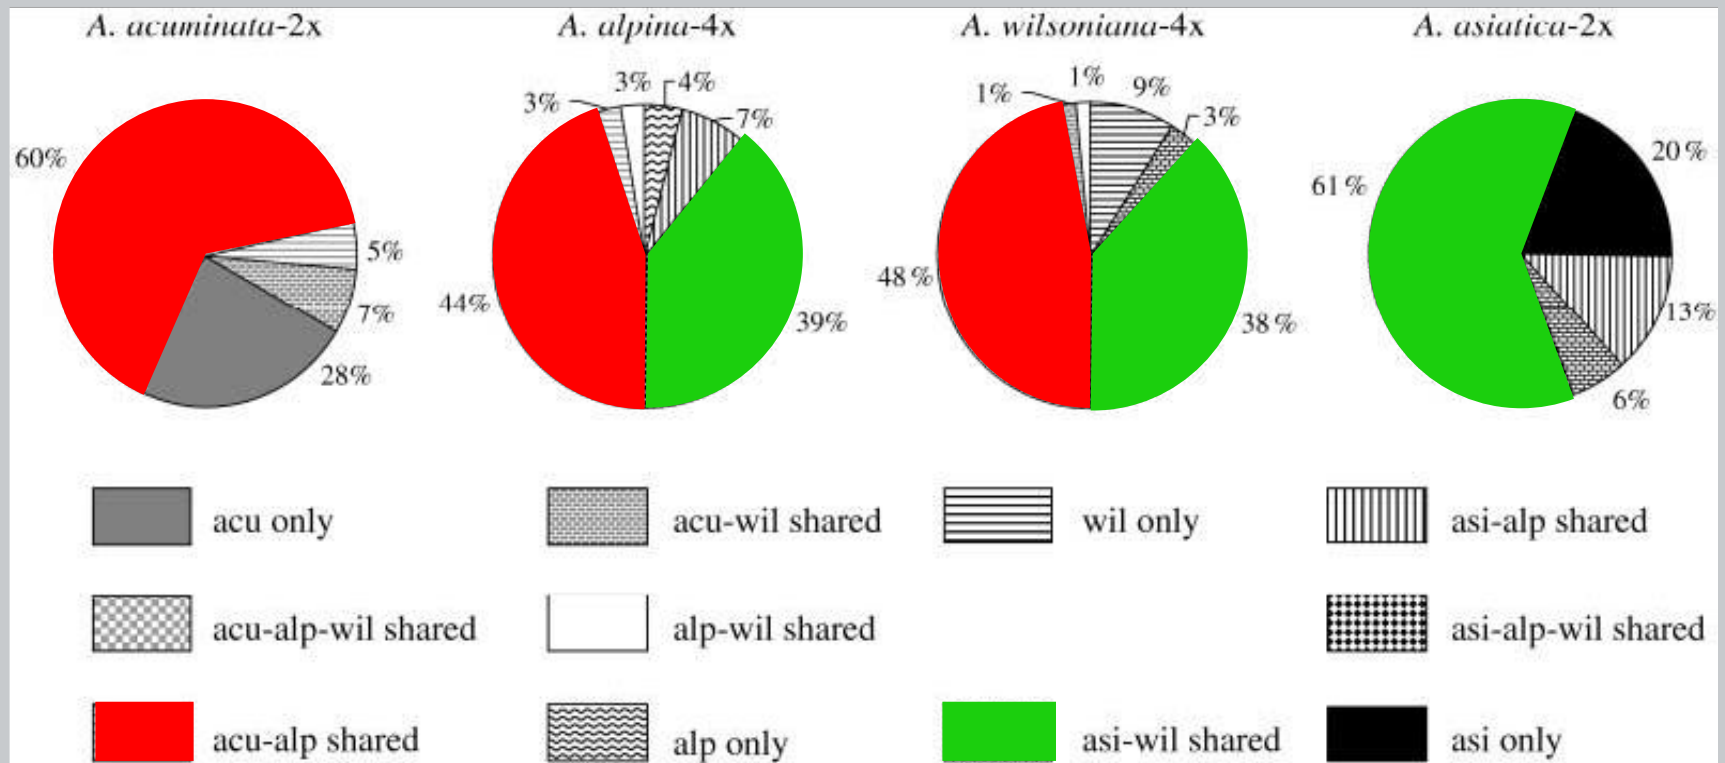 A. acuminata-2x
A. alpina-4x
A. wilsoniana-4x
A. asiatica-2x
60%
5%
7%
28%
3%
3%
4%
7%
44%
39%
1%
1%
9%
3%
48%
38%
61%
20%
13%
6%
acu only
acu-wil shared
wil only
asi-alp shared
acu-alp-wil shared
alp-wil shared
asi-alp-wil shared
acu-alp shared
alp only
asi-wil shared
asi only